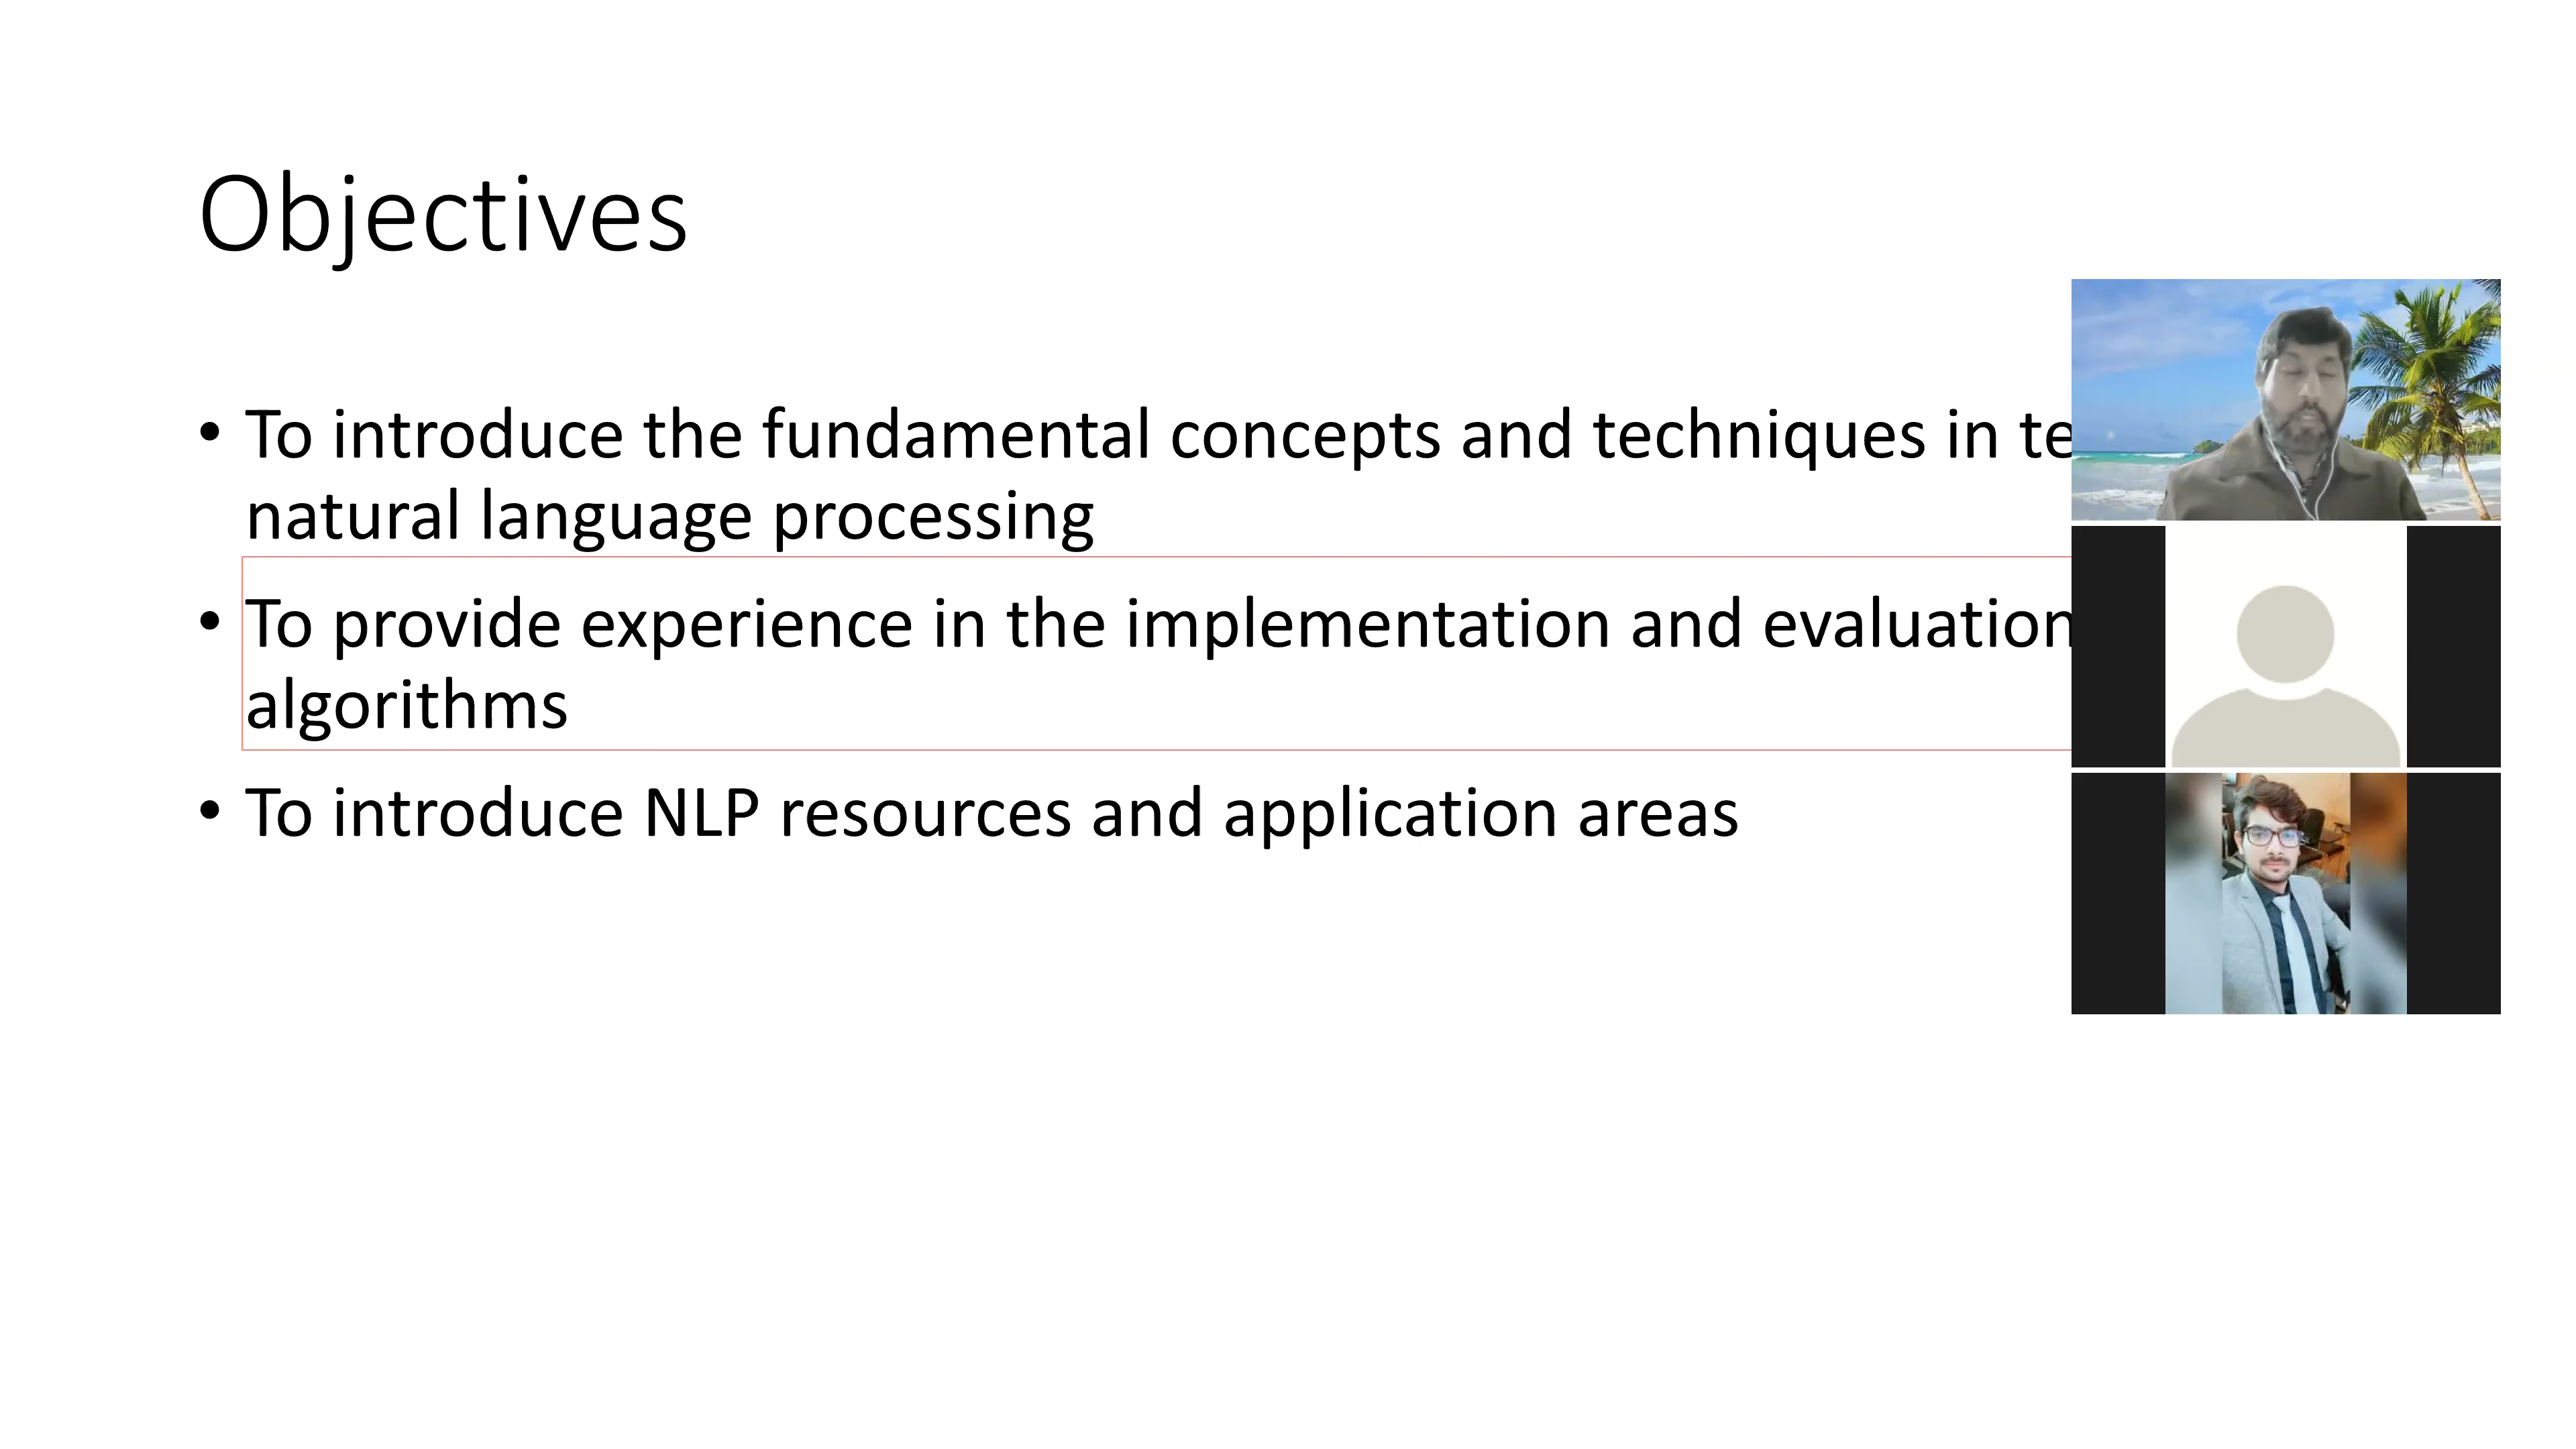 Objectives
• To introduce the fundamental concepts and techniques in
natural language processing
• To provide experience in the implementation and evaluation
algorithms
• To introduce NLP resources and application areas